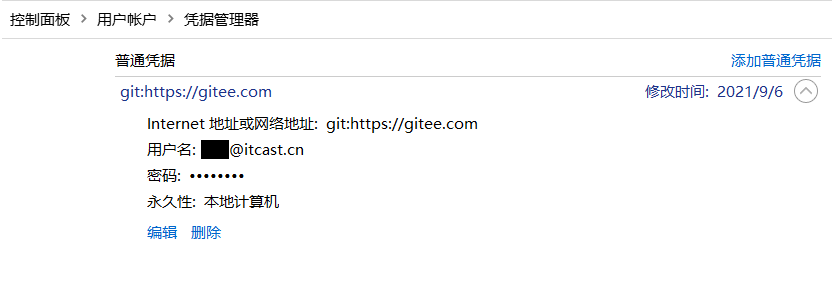 控制面板 > 用户帐户 > 凭据管理器
普通凭据 添加普通凭据
git:https://gitee.com 修改时间: 2021/9/6
Internet 地址或网络地址: git:https://gitee.com
用户名: @itcast.cn
密码: ••••••••
永久性: 本地计算机
编辑 删除